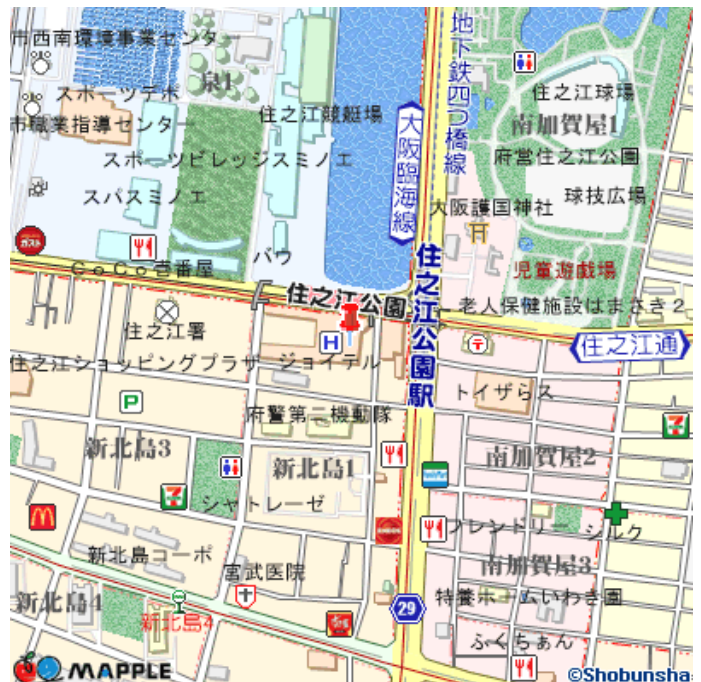 市西南環境事業センター
泉1
スポーツデポ
市職業指導センター
住之江競艇場
スポーツビレッジスミノエ
スパスミノエ
大阪臨海線
地下鉄四つ橋線
住之江球場
南加賀屋1
府営住之江公園
球技広場
大阪護国神社
児童遊戯場
ガスト
バウ
CoCo壱番屋
住之江公園
老人保健施設はまさき2
住之江公園駅
住之江通
住之江署
H
住之江ショッピングプラザ
ジョイテル
P
トイザらス
府警第二機動隊
新北島3
新北島1
南加賀屋2
シャトレーゼ
フレンドリー
シルク
新北島コーポ
宮武医院
南加賀屋3
新北島4
新北島4
29
特養ホームいわき園
ふくちぁん
MAPPLE
©Shobunsha